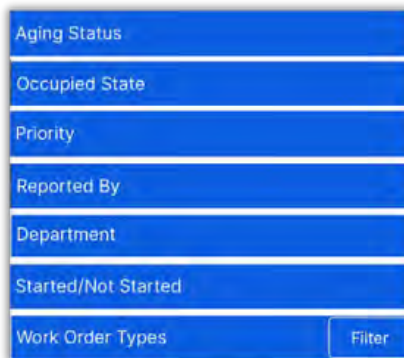 Aging Status
Occupied State
Priority
Reported By
Department
Started/Not Started
Work Order Types Filter